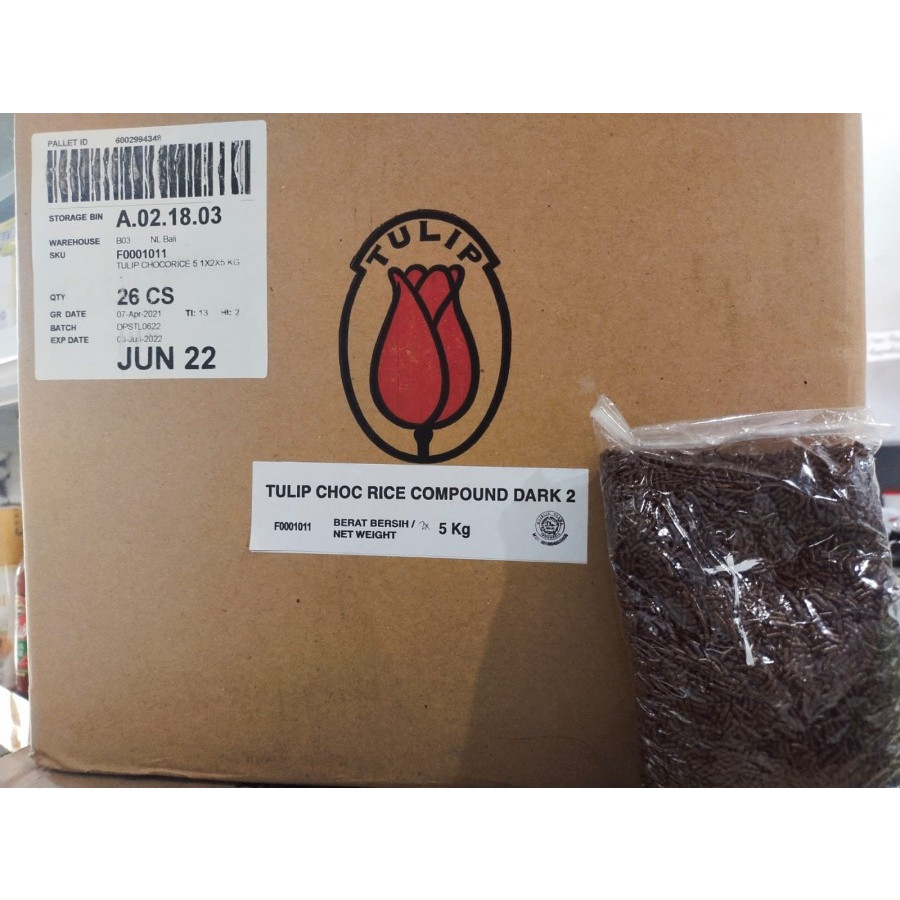 PALLET ID 6002994348
STORAGE BIN A.02.18.03
WAREHOUSE B03 NL Bali
SKU F0001011
TULIP CHOCORICE 5 1X2X5 KG
QTY 26 CS
GR DATE 07-Apr-2021 TI: 13 HI: 2
BATCH DPSTL0622
EXP DATE
JUN 22
TULIP
TULIP CHOC RICE COMPOUND DARK 2
F0001011 BERAT BERSIH / 2x 5 Kg
NET WEIGHT